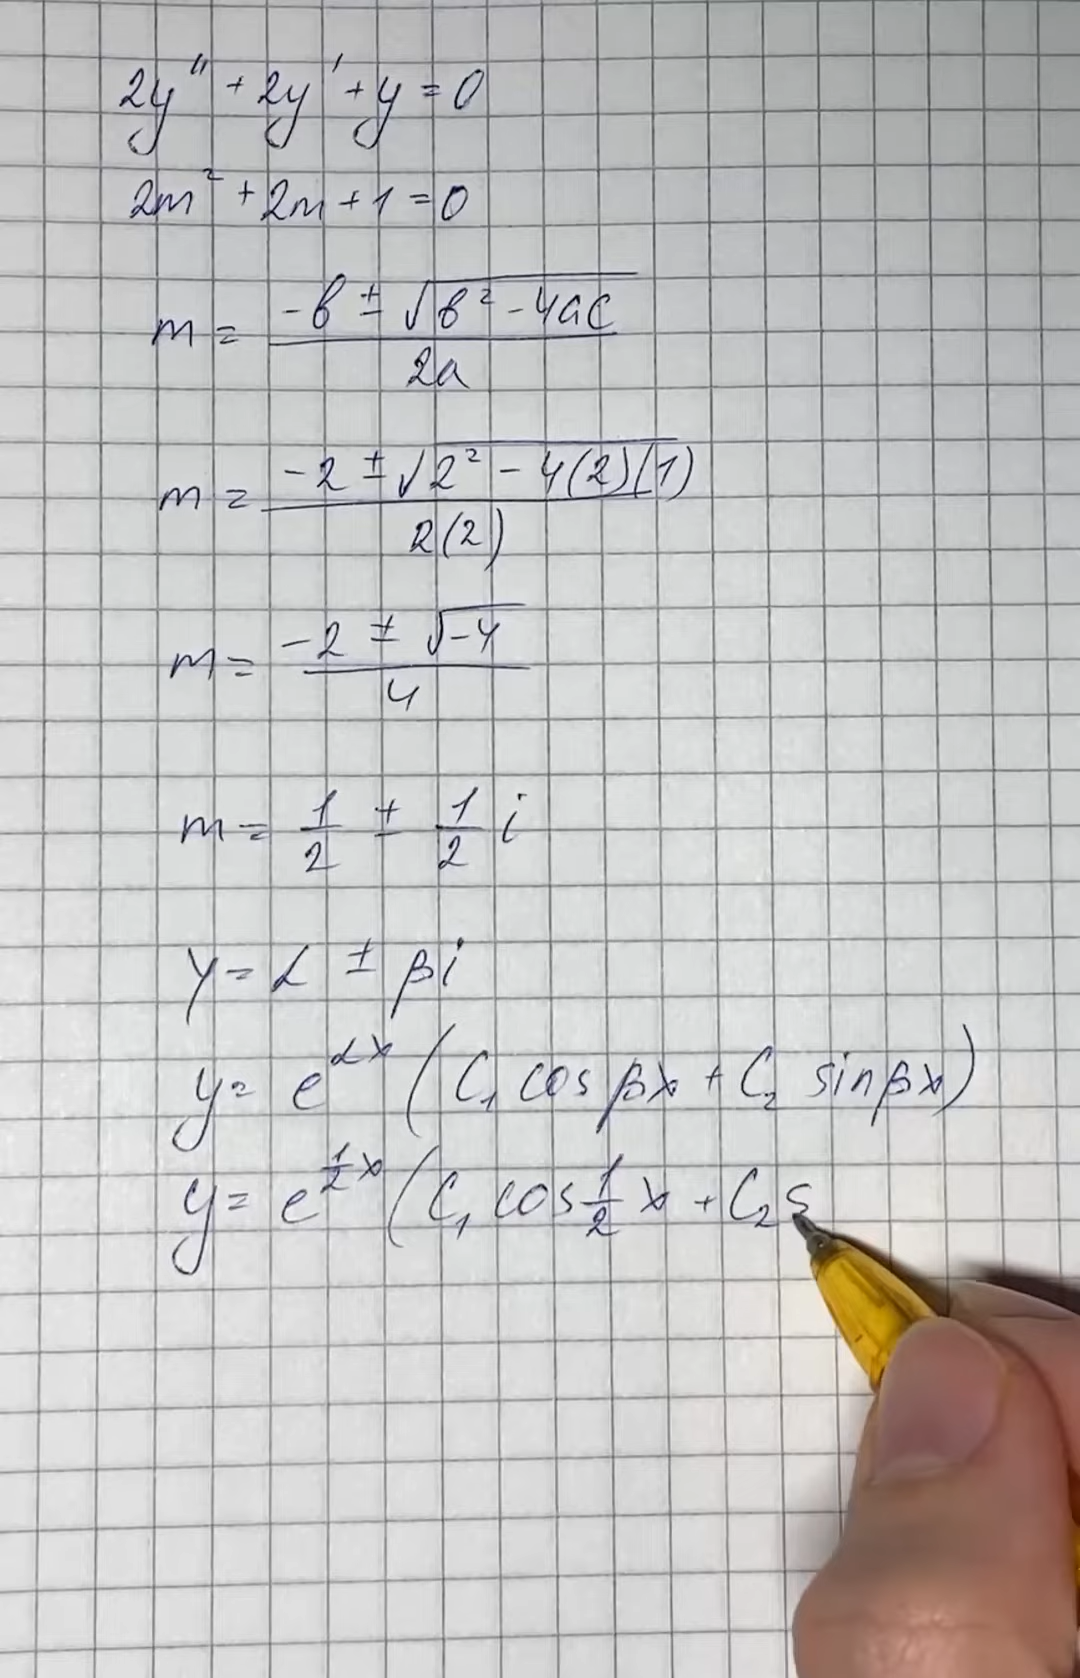 2y'' + 2y' + y = 0
2m² + 2m + 1 = 0
m = (-b ± √(b² - 4ac)) / 2a
m = (-2 ± √(2² - 4(2)(1))) / 2(2)
m = (-2 ± √-4) / 4
m = 1/2 ± 1/2 i
y = α ± βi
y = e^(αx) (C₁ cos βx + C₂ sin βx)
y = e^(1/2 x) (C₁ cos 1/2 x + C₂ s